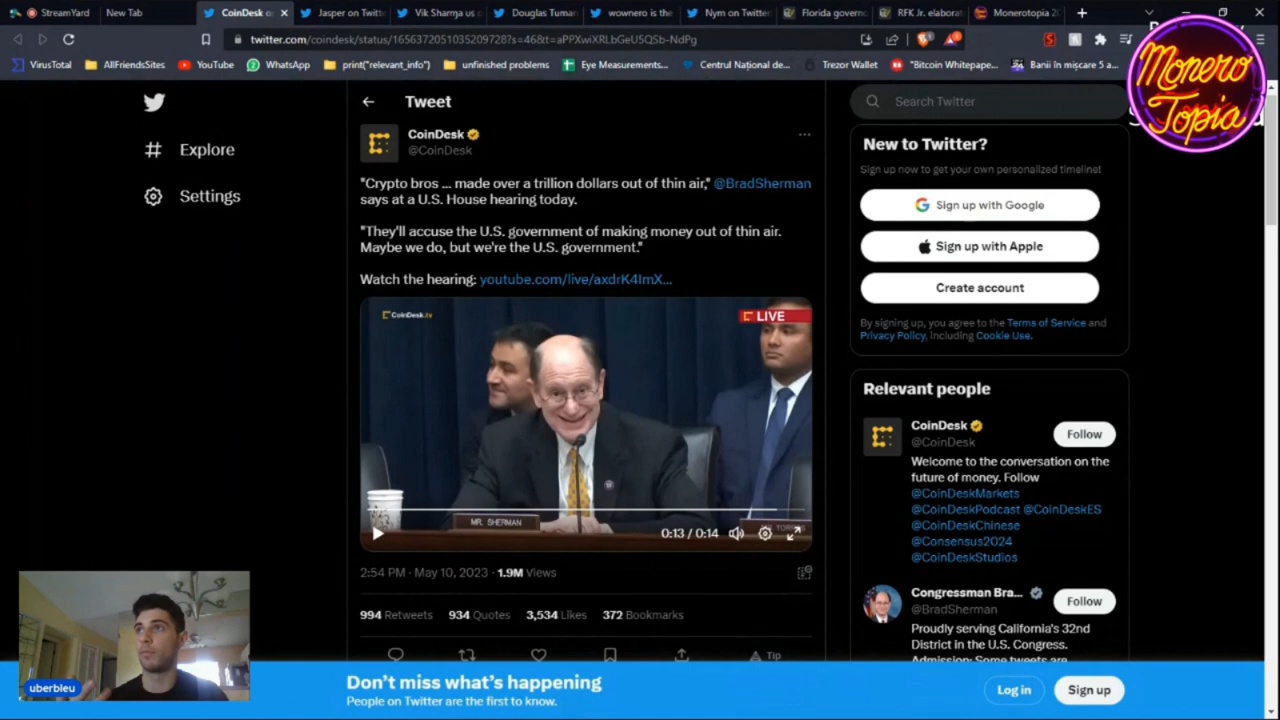 StreamYard
New Tab
CoinDesk o
Jasper on Twitt
Vik Sharma us c
Douglas Tuman
wownero is the
Nym on Twitter
Florida govern
RFK Jr. elaborat
Monerotopia 20
twitter.com/coindesk/status/1656372051035209728?s=46&t=aPPXwiXRLbGeU5QSb-NdPg
VirusTotal
AllFriendsSites
YouTube
WhatsApp
print("relevant_info")
unfinished problems
Eye Measurements...
Centrul Național de...
Trezor Wallet
"Bitcoin Whitepape...
Banii în mișcare 5 a...
Monero
Topia
Explore
Settings
Tweet
CoinDesk
@CoinDesk
"Crypto bros ... made over a trillion dollars out of thin air," @BradSherman
says at a U.S. House hearing today.
"They'll accuse the U.S. government of making money out of thin air.
Maybe we do, but we're the U.S. government."
Watch the hearing: youtube.com/live/axdrK4ImX...
CoinDesk.tv
LIVE
MR. SHERMAN
0:13 / 0:14
2:54 PM · May 10, 2023 · 1.9M Views
994 Retweets 934 Quotes 3,534 Likes 372 Bookmarks
Tip
Search Twitter
New to Twitter?
Sign up now to get your own personalized timeline!
Sign up with Google
Sign up with Apple
Create account
By signing up, you agree to the Terms of Service and
Privacy Policy, including Cookie Use.
Relevant people
CoinDesk
@CoinDesk
Follow
Welcome to the conversation on the
future of money. Follow
@CoinDeskMarkets
@CoinDeskPodcast @CoinDeskES
@CoinDeskChinese
@Consensus2024
@CoinDeskStudios
Congressman Bra...
@BradSherman
Follow
Proudly serving California's 32nd
District in the U.S. Congress.
Admission: Some tweets are
uberbleu
Don't miss what's happening
People on Twitter are the first to know.
Log in
Sign up